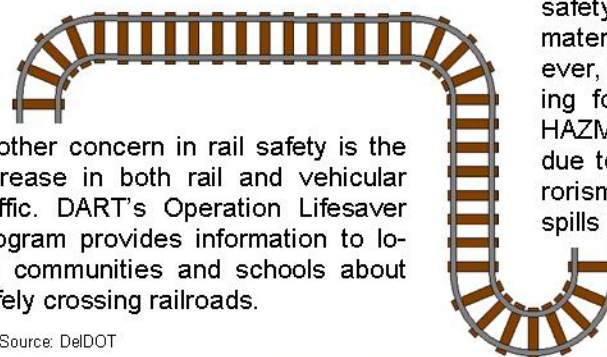 other concern in rail safety is the
rease in both rail and vehicular
ffic. DART's Operation Lifesaver
ogram provides information to lo-
communities and schools about
fely crossing railroads.
Source: DelDOT
safety
mater
ever,
ing fo
HAZM
due to
rorism
spills